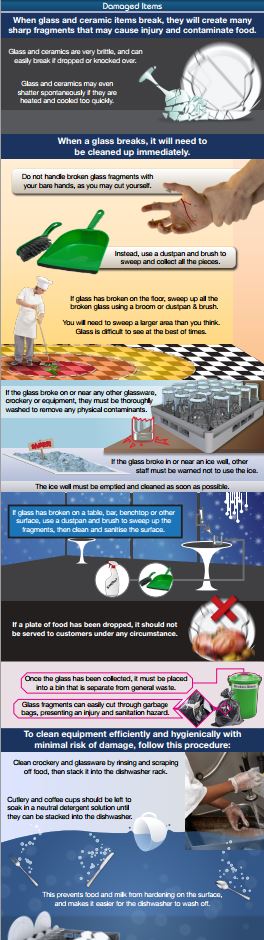 Damaged Items
When glass and ceramic items break, they will create many
sharp fragments that may cause injury and contaminate food.
Glass and ceramics are very brittle, and can
easily break if dropped or knocked over.
Glass and ceramics may even
shatter spontaneously if they are
heated and cooled too quickly.
When a glass breaks, it will need to
be cleaned up immediately.
Do not handle broken glass fragments with
your bare hands, as you may cut yourself.
Instead, use a dustpan and brush to
sweep and collect all the pieces.
If glass has broken on the floor, sweep up all the
broken glass using a broom or dustpan & brush.
You will need to sweep a larger area than you think.
Glass is difficult to see at the best of times.
If the glass broke on or near any other glassware,
crockery or equipment, they must be thoroughly
washed to remove any physical contaminants.
If the glass broke in or near an ice well, other
staff must be warned not to use the ice.
The ice well must be emptied and cleaned as soon as possible.
If glass has broken on a table, bar, benchtop or other
surface, use a dustpan and brush to sweep up the
fragments, then clean and sanitise the surface.
If a plate of food has been dropped, it should not
be served to customers under any circumstance.
Once the glass has been collected, it must be placed
into a bin that is separate from general waste.
Glass fragments can easily cut through garbage
bags, presenting an injury and sanitation hazard.
To clean equipment efficiently and hygienically with
minimal risk of damage, follow this procedure:
Clean crockery and glassware by rinsing and scraping
off food, then stack it into the dishwasher rack.
Cutlery and coffee cups should be left to
soak in a neutral detergent solution until
they can be stacked into the dishwasher.
This prevents food and milk from hardening on the surface,
and makes it easier for the dishwasher to wash off.